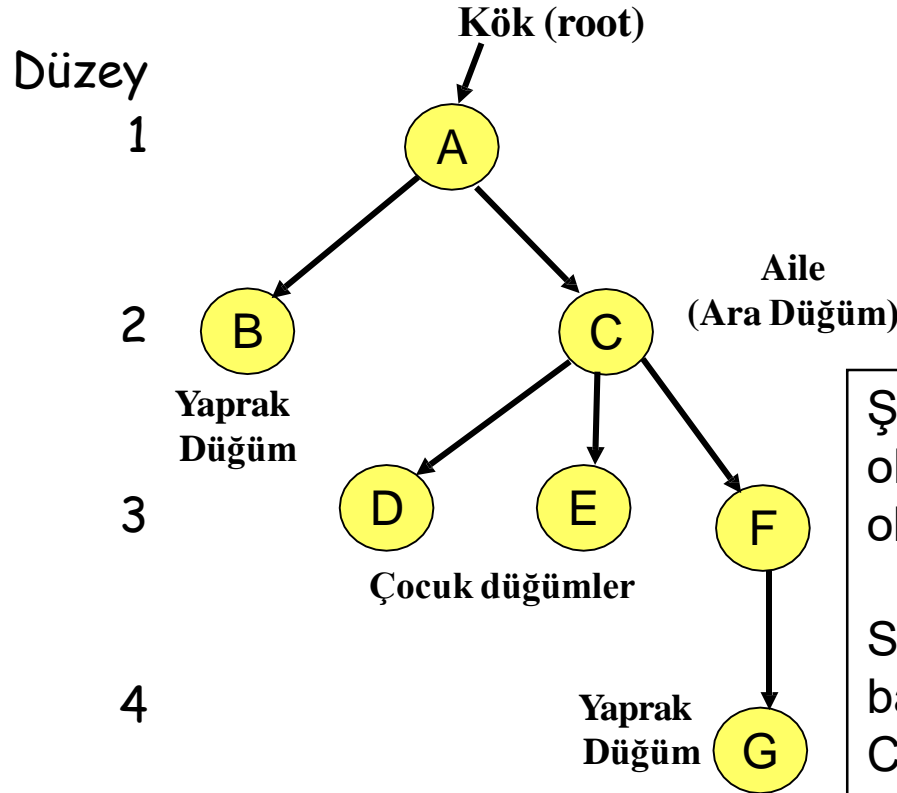 Kök (root)
Düzey
1
A
Aile
(Ara Düğüm)
2
B
C
Yaprak
Düğüm
3
D
E
F
Çocuk düğümler
4
Yaprak
Düğüm
G